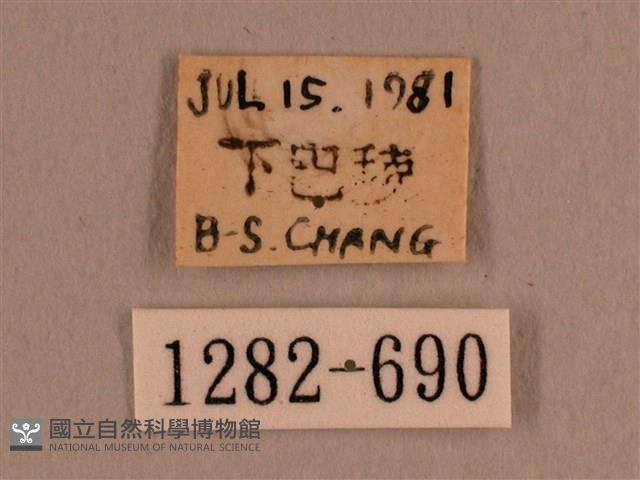 JUL 15. 1981
下巴陵
B-S. CHANG
1282-690
國立自然科學博物館
NATIONAL MUSEUM OF NATURAL SCIENCE